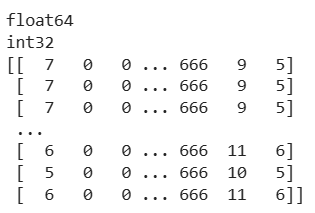 float64
int32
[[  7   0   0 ... 666   9   5]
 [  7   0   0 ... 666   9   5]
 [  7   0   0 ... 666   9   5]
 ...
 [  6   0   0 ... 666  11   6]
 [  5   0   0 ... 666  10   5]
 [  6   0   0 ... 666  11   6]]